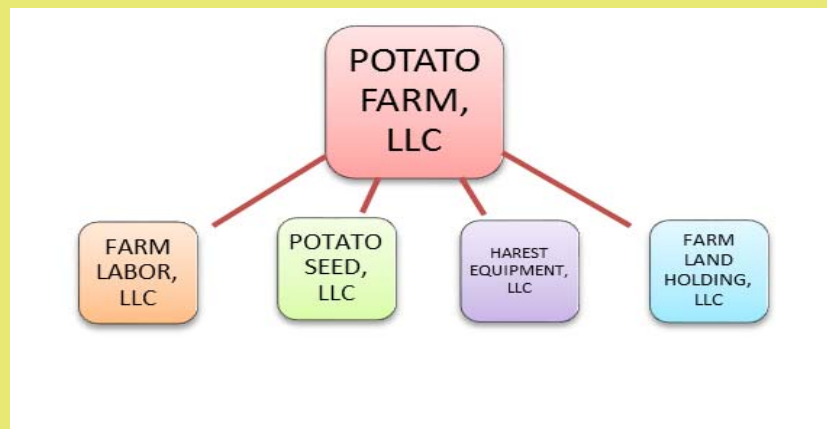 POTATO
FARM,
LLC
FARM
LABOR,
LLC
POTATO
SEED,
LLC
HAREST
EQUIPMENT,
LLC
FARM
LAND
HOLDING,
LLC